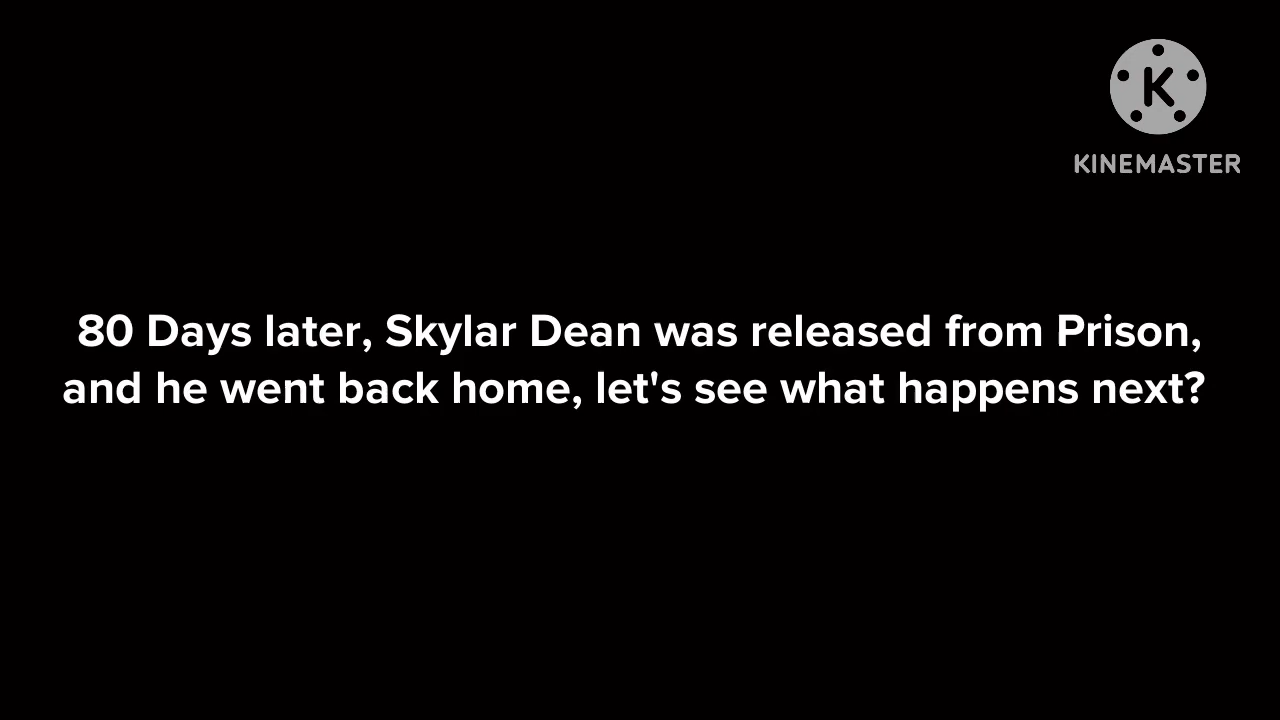 KINEMASTER
80 Days later, Skylar Dean was released from Prison,
and he went back home, let's see what happens next?